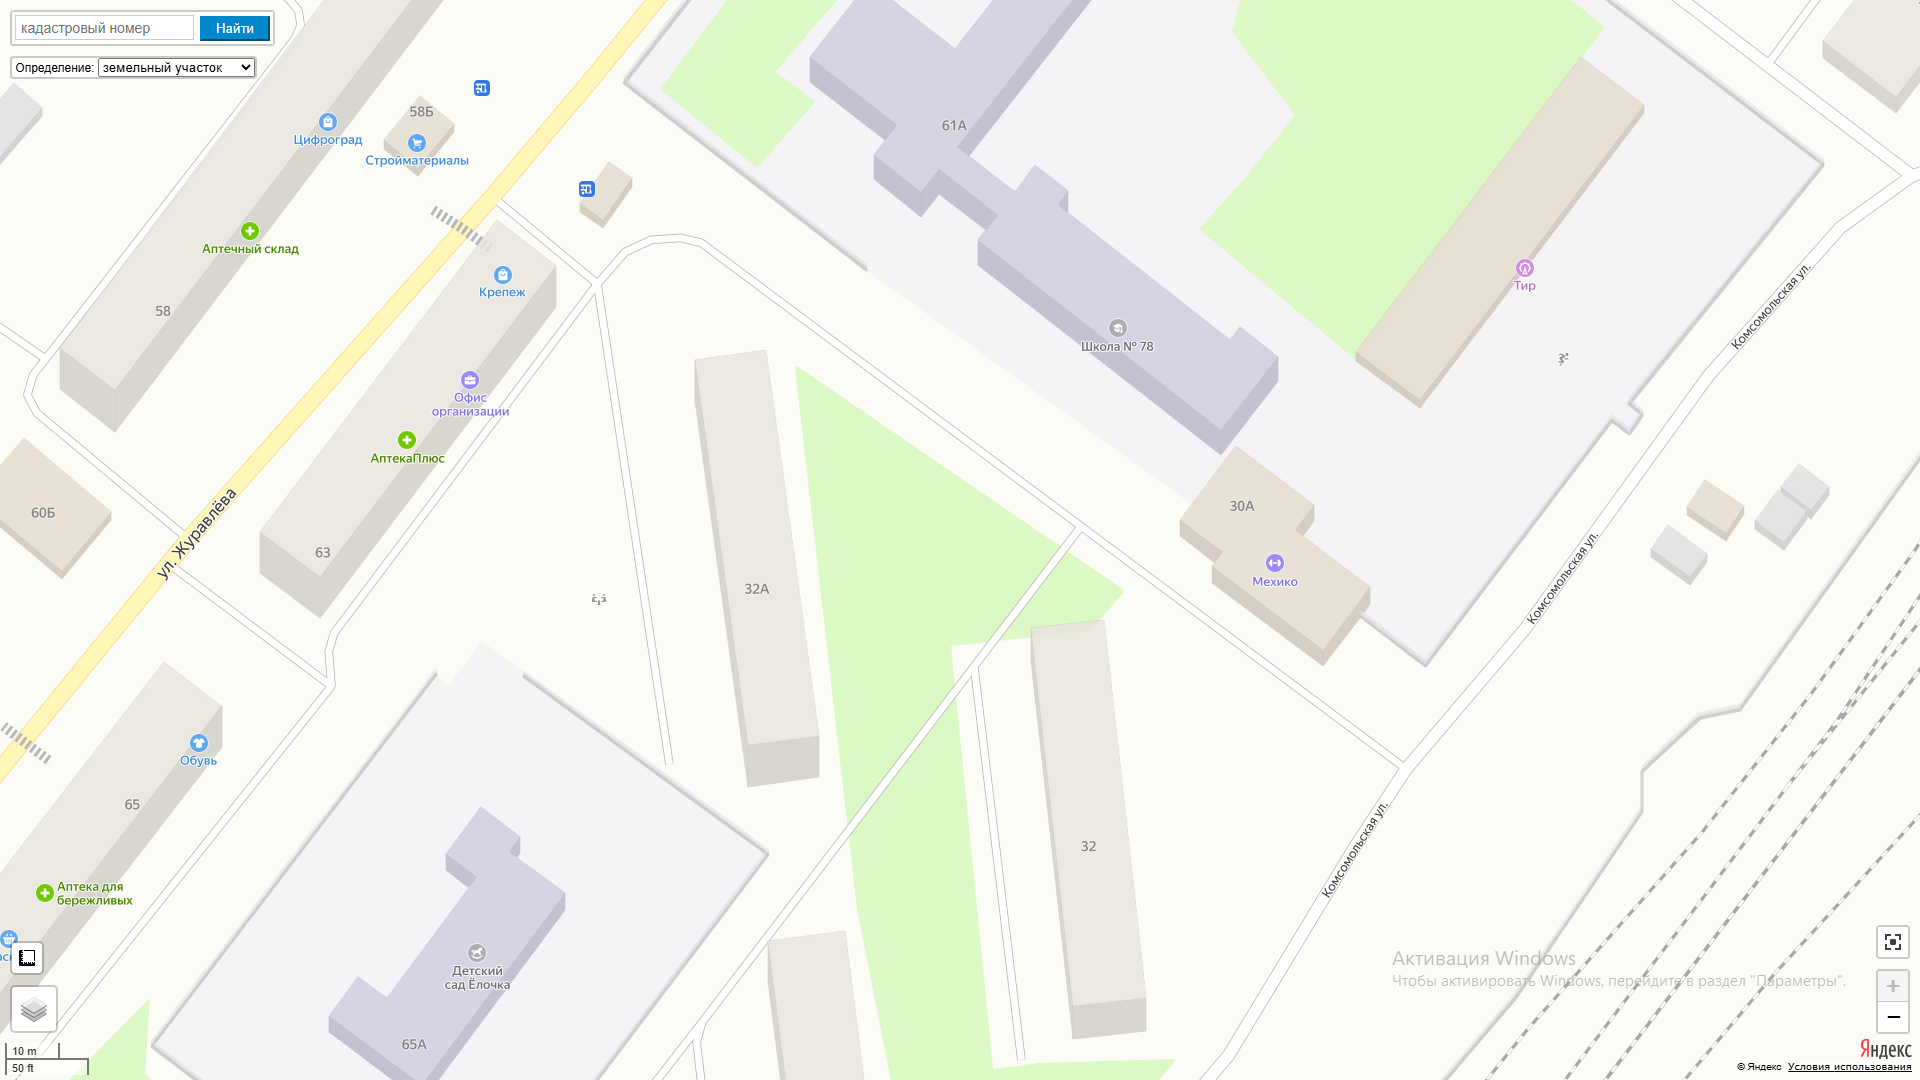 кадастровый номер
Найти
Определение:
земельный участок
58Б
Цифроград
Стройматериалы
61А
Аптечный склад
Крепеж
Тир
58
Школа № 78
Комсомольская ул.
Офис
организации
АптекаПлюс
30А
60Б
ул. Журавлёва
63
Мехико
32А
Комсомольская ул.
Обувь
65
32
Комсомольская ул.
Аптека для
бережливых
Детский
сад Ёлочка
65А
Активация Windows
Чтобы активировать Windows, перейдите в раздел "Параметры".
+
−
10 m
50 ft
Яндекс
© Яндекс Условия использования